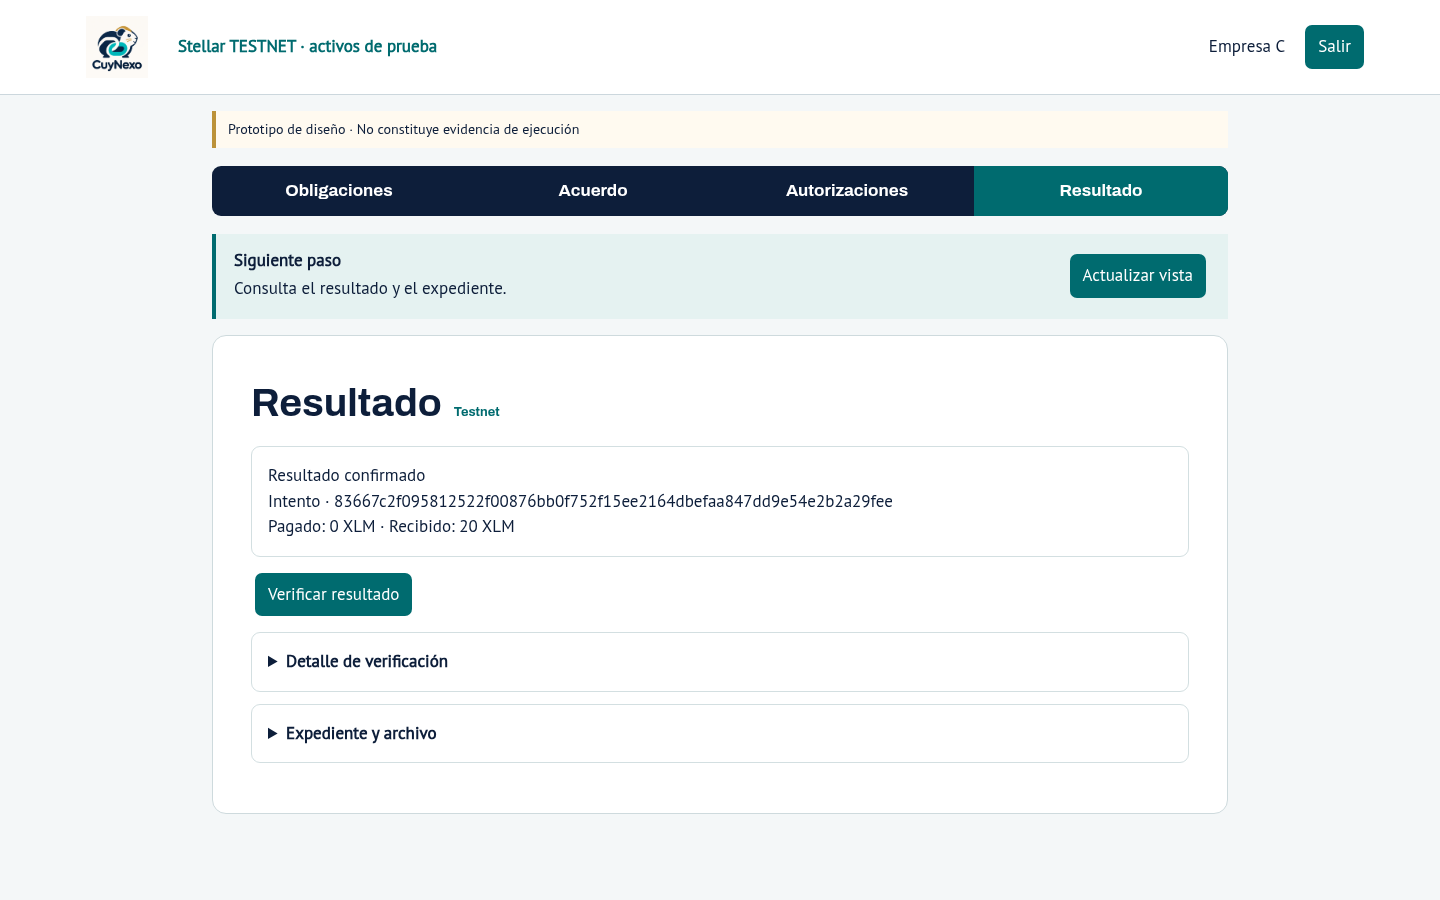 CuyNexo
Stellar TESTNET · activos de prueba
Empresa C
Salir
Prototipo de diseño · No constituye evidencia de ejecución
Obligaciones
Acuerdo
Autorizaciones
Resultado
Siguiente paso
Consulta el resultado y el expediente.
Actualizar vista
Resultado Testnet
Resultado confirmado
Intento · 83667c2f095812522f00876bb0f752f15ee2164dbefaa847dd9e54e2b2a29fee
Pagado: 0 XLM · Recibido: 20 XLM
Verificar resultado
Detalle de verificación
Expediente y archivo